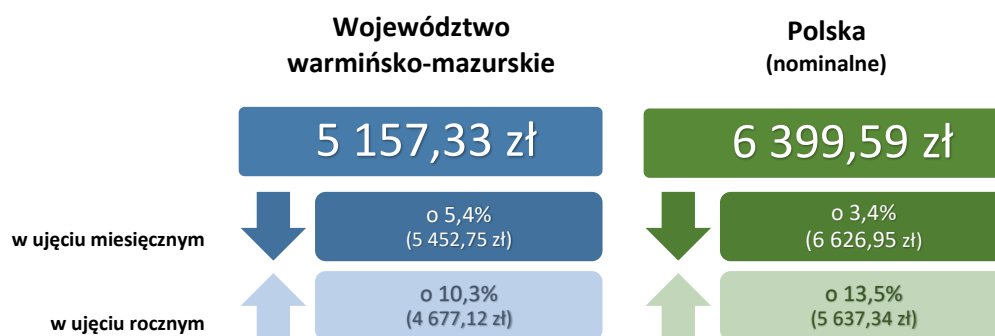 Województwo
warmińsko-mazurskie
Polska
(nominalne)
5 157,33 zł
6 399,59 zł
w ujęciu miesięcznym
o 5,4%
(5 452,75 zł)
o 3,4%
(6 626,95 zł)
w ujęciu rocznym
o 10,3%
(4 677,12 zł)
o 13,5%
(5 637,34 zł)